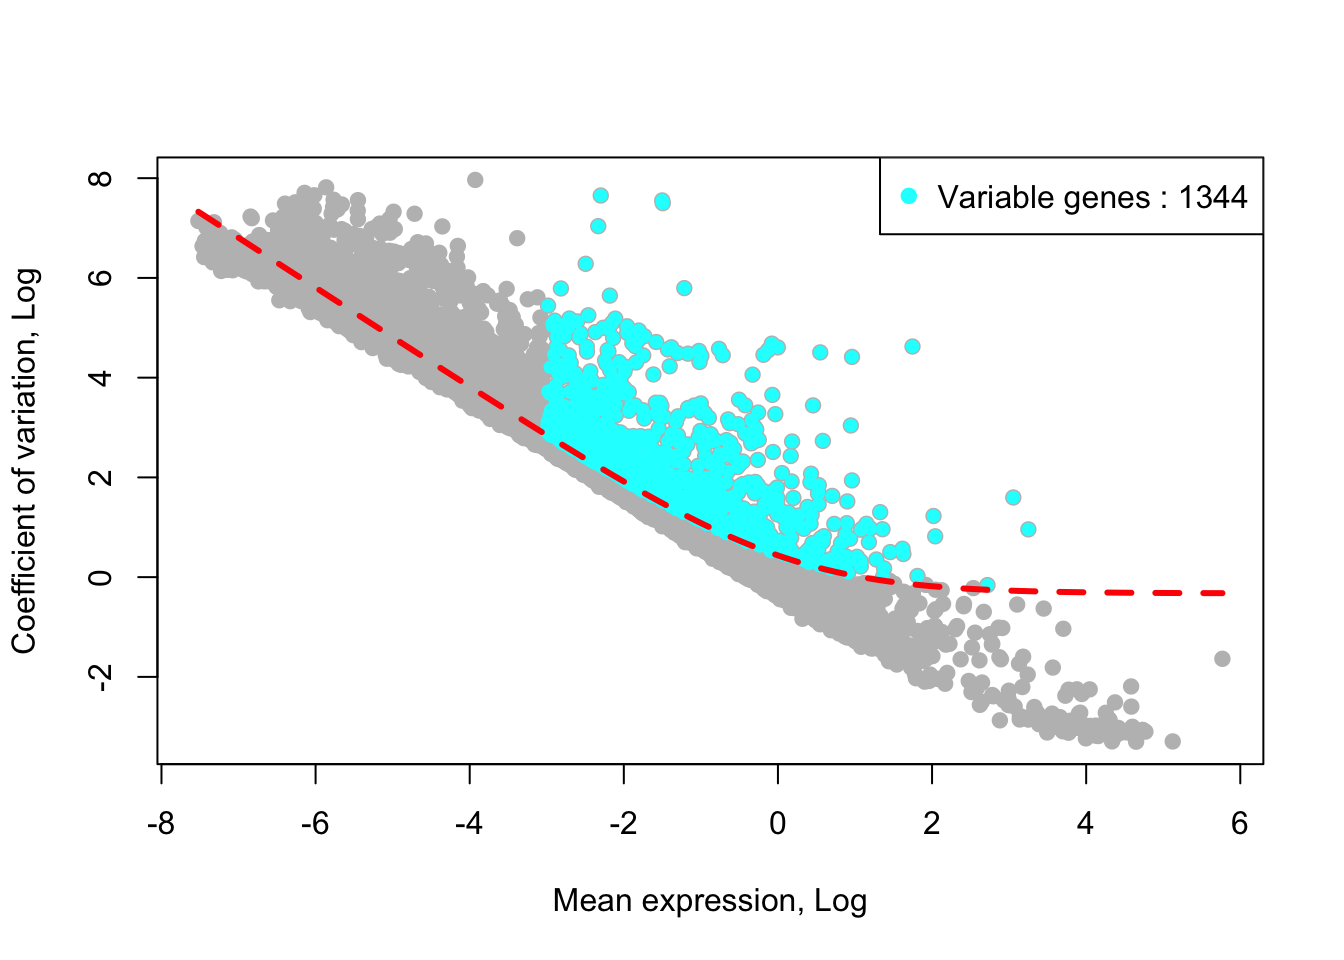 Variable genes : 1344
Coefficient of variation, Log
8
6
4
2
0
-2
-8 -6 -4 -2 0 2 4 6
Mean expression, Log